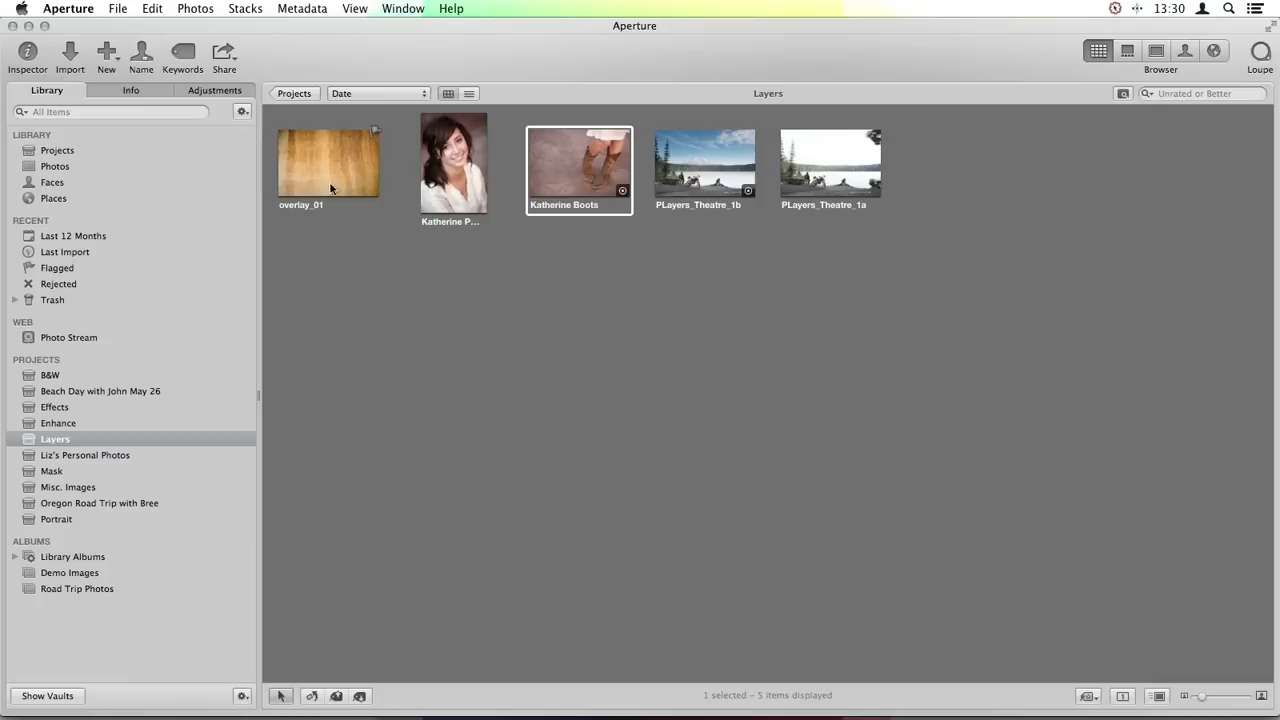 Aperture File Edit Photos Stacks Metadata View Window Help 13:30
Aperture
Inspector Import New Name Keywords Share Browser Loupe
Library Info Adjustments
Projects Date Layers Unrated or Better
All Items
LIBRARY
Projects
Photos
Faces
Places
RECENT
Last 12 Months
Last Import
Flagged
Rejected
Trash
WEB
Photo Stream
PROJECTS
B&W
Beach Day with John May 26
Effects
Enhance
Layers
Liz's Personal Photos
Mask
Misc. Images
Oregon Road Trip with Bree
Portrait
ALBUMS
Library Albums
Demo Images
Road Trip Photos
Show Vaults
overlay_01
Katherine P...
Katherine Boots
PLayers_Theatre_1b
PLayers_Theatre_1a
1 selected – 5 items displayed
1